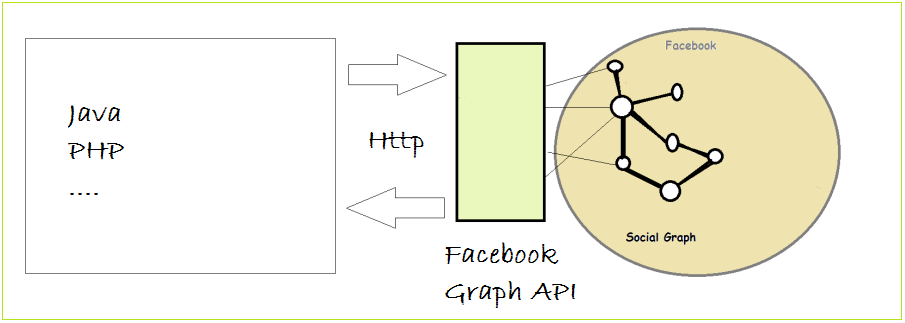 Java
PHP
....
Http
Facebook
Graph API
Facebook
Social Graph